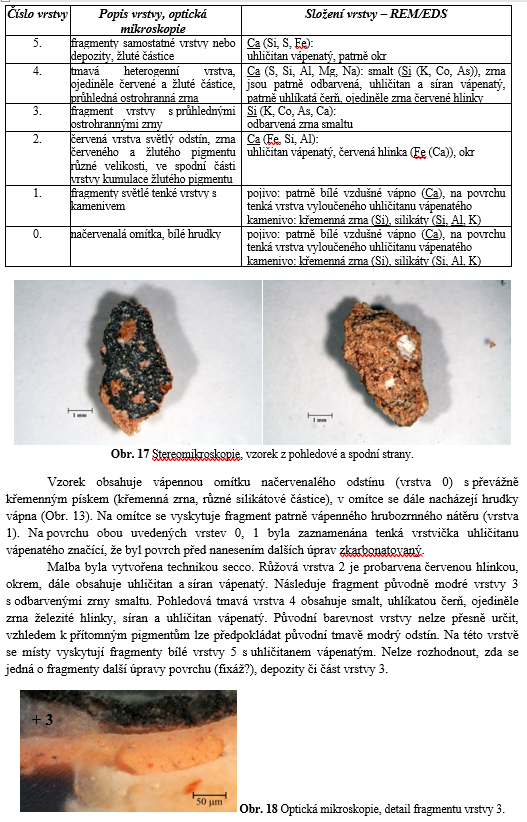 Číslo vrstvy Popis vrstvy, optická mikroskopie Složení vrstvy – REM/EDS
5. fragmenty samostatné vrstvy nebo depozity, žluté částice Ca (Si, S, Fe): uhličitan vápenatý, patrně okr
4. tmavá heterogenní vrstva, ojediněle červené a žluté částice, průhledná ostrohranná zrna Ca (S, Si, Al, Mg, Na): smalt (Si (K, Co, As)), zrna jsou patrně odbarvená, uhličitan a síran vápenatý, patrně uhlíkatá čerň, ojediněle zrna červené hlinky
3. fragment vrstvy s průhlednými ostrohrannými zrny Si (K, Co, As, Ca): odbarvená zrna smaltu
2. červená vrstva světlý odstín, zrna červeného a žlutého pigmentu různé velikosti, ve spodní části vrstvy kumulace žlutého pigmentu Ca (Fe, Si, Al): uhličitan vápenatý, červená hlinka (Fe (Ca)), okr
1. fragmenty světlé tenké vrstvy s kamenivem pojivo: patrně bílé vzdušné vápno (Ca), na povrchu tenká vrstva vyloučeného uhličitanu vápenatého kamenivo: křemenná zrna (Si), silikáty (Si, Al, K)
0. načervenalá omítka, bílé hrudky pojivo: patrně bílé vzdušné vápno (Ca), na povrchu tenká vrstva vyloučeného uhličitanu vápenatého kamenivo: křemenná zrna (Si), silikáty (Si, Al, K)
1 mm
1 mm
Obr. 17 Stereomikroskopie, vzorek z pohledové a spodní strany.
Vzorek obsahuje vápennou omítku načervenalého odstínu (vrstva 0) s převážně
křemenným pískem (křemenná zrna, různé silikátové částice), v omítce se dále nacházejí hrudky
vápna (Obr. 13). Na omítce se vyskytuje fragment patrně vápenného hrubozrnného nátěru (vrstva
1). Na povrchu obou uvedených vrstev 0, 1 byla zaznamenána tenká vrstvička uhličitanu
vápenatého značící, že byl povrch před nanesením dalších úprav zkarbonatovaný.
Malba byla vytvořena technikou secco. Růžová vrstva 2 je probarvena červenou hlinkou,
okrem, dále obsahuje uhličitan a síran vápenatý. Následuje fragment původně modré vrstvy 3
s odbarvenými zrny smaltu. Pohledová tmavá vrstva 4 obsahuje smalt, uhlíkatou čerň, ojediněle
zrna železité hlinky, síran a uhličitan vápenatý. Původní barevnost vrstvy nelze přesně určit,
vzhledem k přítomným pigmentům lze předpokládat původní tmavě modrý odstín. Na této vrstvě
se místy vyskytují fragmenty bílé vrstvy 5 s uhličitanem vápenatým. Nelze rozhodnout, zda se
jedná o fragmenty další úpravy povrchu (fixáž?), depozity či část vrstvy 3.
+ 3
50 µm
Obr. 18 Optická mikroskopie, detail fragmentu vrstvy 3.